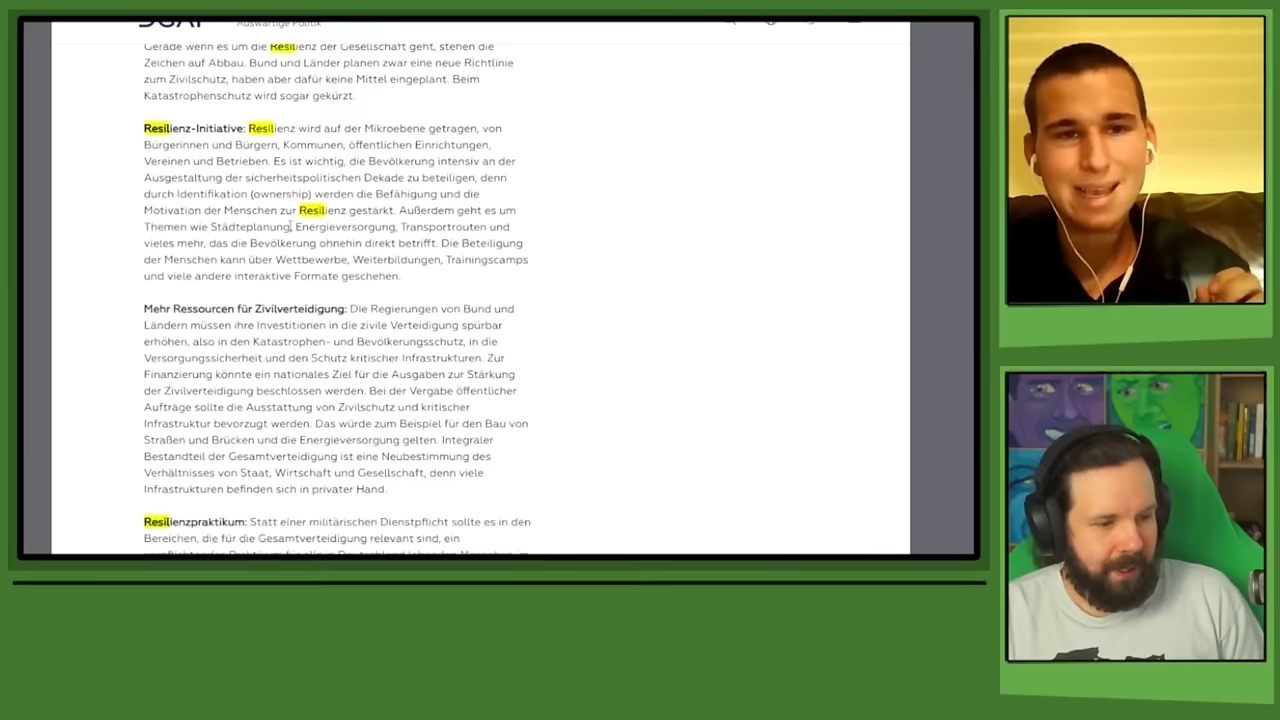 DGAP
Auswärtige Politik
Gerade wenn es um die Resilienz der Gesellschaft geht, stehen die
Zeichen auf Abbau. Bund und Länder planen zwar eine neue Richtlinie
zum Zivilschutz, haben aber dafür keine Mittel eingeplant. Beim
Katastrophenschutz wird sogar gekürzt.
Resilienz-Initiative: Resilienz wird auf der Mikroebene getragen, von
Bürgerinnen und Bürgern, Kommunen, öffentlichen Einrichtungen,
Vereinen und Betrieben. Es ist wichtig, die Bevölkerung intensiv an der
Ausgestaltung der sicherheitspolitischen Dekade zu beteiligen, denn
durch Identifikation (ownership) werden die Befähigung und die
Motivation der Menschen zur Resilienz gestärkt. Außerdem geht es um
Themen wie Städteplanung, Energieversorgung, Transportrouten und
vieles mehr, das die Bevölkerung ohnehin direkt betrifft. Die Beteiligung
der Menschen kann über Wettbewerbe, Weiterbildungen, Trainingscamps
und viele andere interaktive Formate geschehen.
Mehr Ressourcen für Zivilverteidigung: Die Regierungen von Bund und
Ländern müssen ihre Investitionen in die zivile Verteidigung spürbar
erhöhen, also in den Katastrophen- und Bevölkerungsschutz, in die
Versorgungssicherheit und den Schutz kritischer Infrastrukturen. Zur
Finanzierung könnte ein nationales Ziel für die Ausgaben zur Stärkung
der Zivilverteidigung beschlossen werden. Bei der Vergabe öffentlicher
Aufträge sollte die Ausstattung von Zivilschutz und kritischer
Infrastruktur bevorzugt werden. Das würde zum Beispiel für den Bau von
Straßen und Brücken und die Energieversorgung gelten. Integraler
Bestandteil der Gesamtverteidigung ist eine Neubestimmung des
Verhältnisses von Staat, Wirtschaft und Gesellschaft, denn viele
Infrastrukturen befinden sich in privater Hand.
Resilienzpraktikum: Statt einer militärischen Dienstpflicht sollte es in den
Bereichen, die für die Gesamtverteidigung relevant sind, ein
verpflichtendes Praktikum für alle in Deutschland lebenden Menschen im